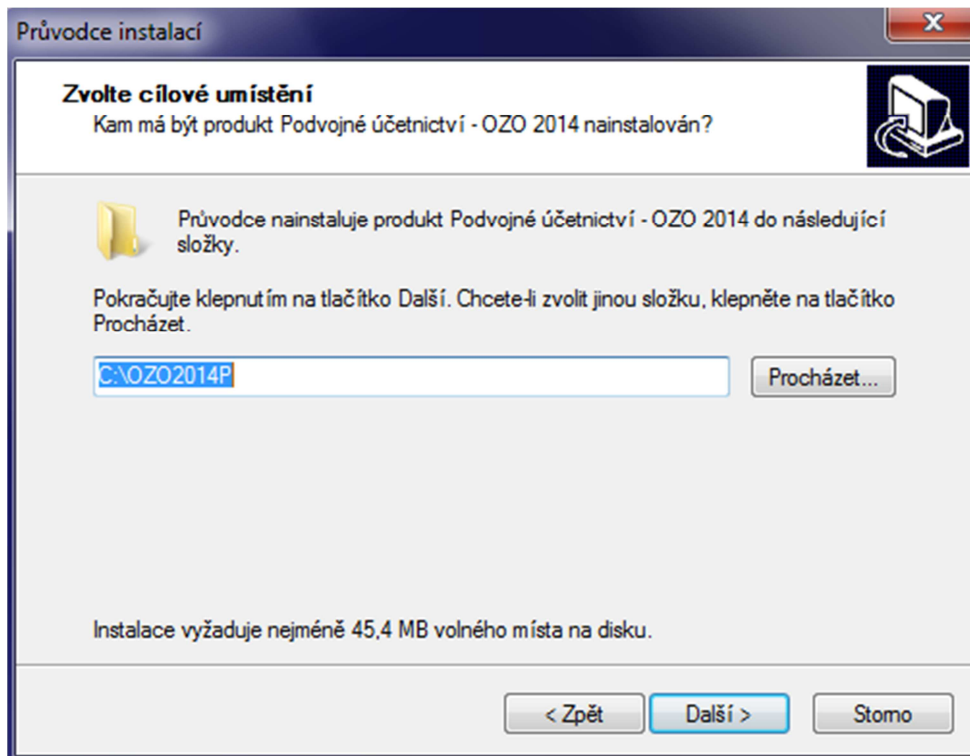 Průvodce instalací
Zvolte cílové umístění
Kam má být produkt Podvojné účetnictví - OZO 2014 nainstalován?
Průvodce nainstaluje produkt Podvojné účetnictví - OZO 2014 do následující
složky.
Pokračujte klepnutím na tlačítko Další. Chcete-li zvolit jinou složku, klepněte na tlačítko
Procházet.
C:\OZO2014P
Procházet...
Instalace vyžaduje nejméně 45,4 MB volného místa na disku.
< Zpět
Další >
Storno